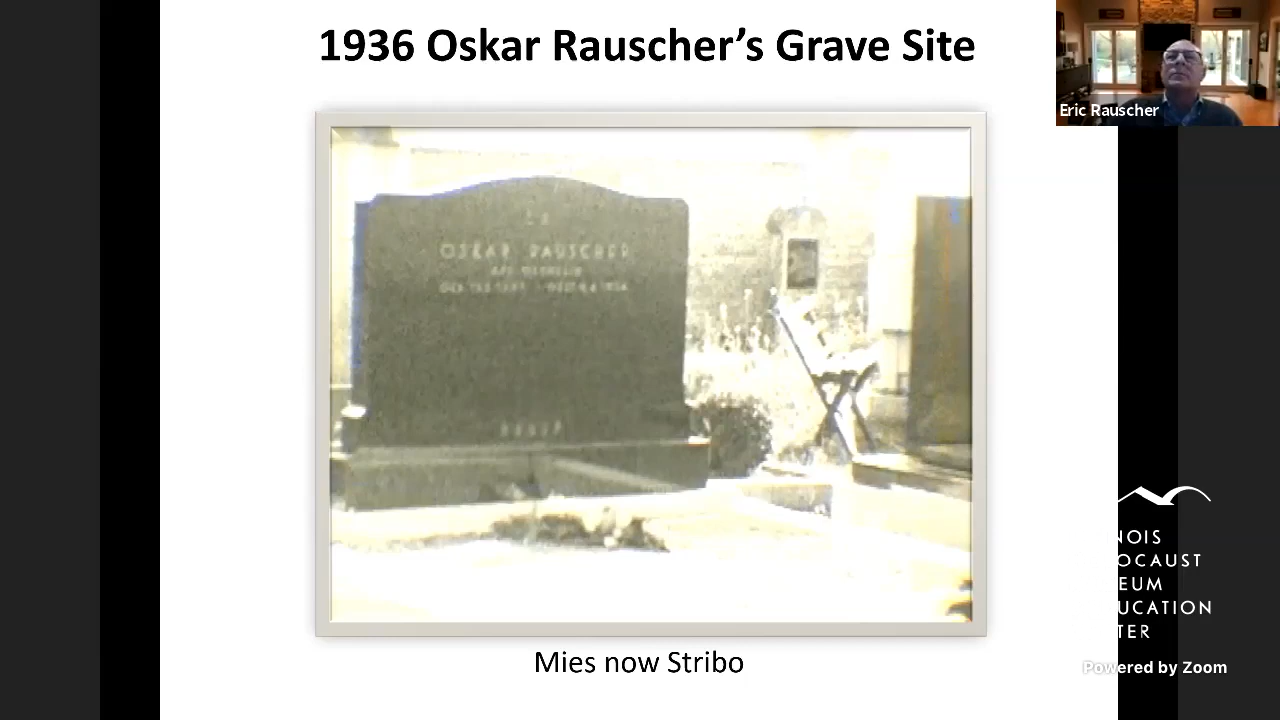 1936 Oskar Rauscher's Grave Site
Eric Rauscher
OSKAR RAUSCHER
Mies now Stribo
NOIS
OCAUST
EUM
UCATION
TER
Powered by Zoom